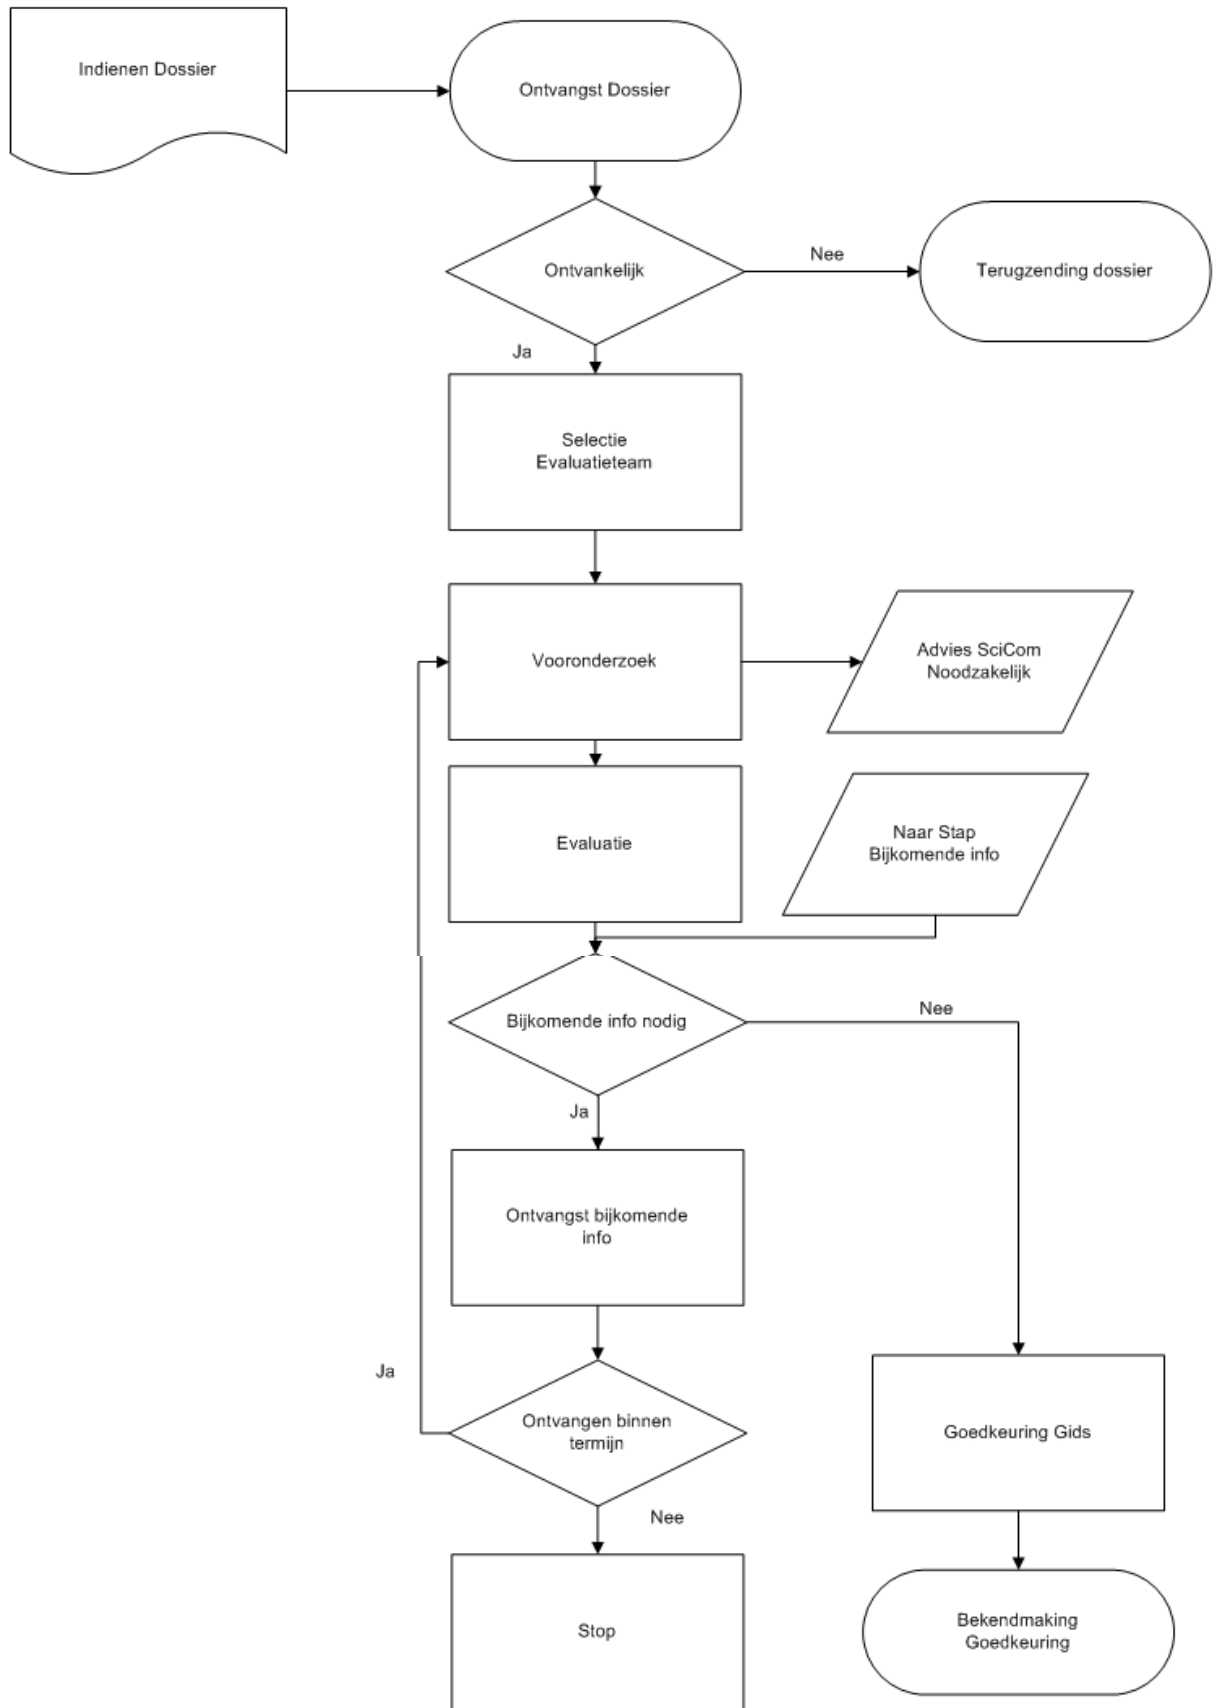 Indienen Dossier
Ontvangst Dossier
Ontvankelijk
Nee
Terugzending dossier
Ja
Selectie
Evaluatieteam
Vooronderzoek
Advies SciCom
Noodzakelijk
Evaluatie
Naar Stap
Bijkomende info
Bijkomende info nodig
Nee
Ja
Ontvangst bijkomende
info
Ja
Ontvangen binnen
termijn
Goedkeuring Gids
Nee
Stop
Bekendmaking
Goedkeuring